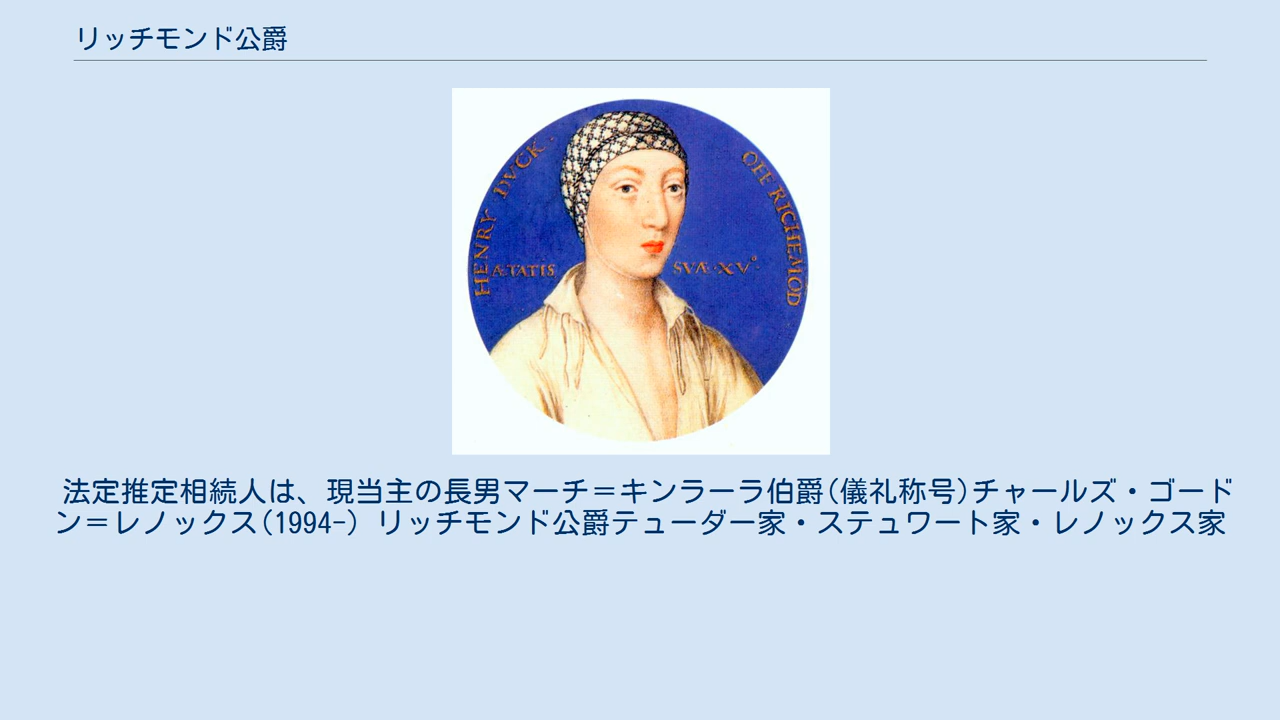 リッチモンド公爵
HENRY DVCK · OFF RICHEMOD
ÆTATIS SVÆ·XV°·
法定推定相続人は、現当主の長男マーチ＝キンラーラ伯爵(儀礼称号)チャールズ・ゴード
ン＝レノックス(1994-) リッチモンド公爵テューダー家・ステュワート家・レノックス家